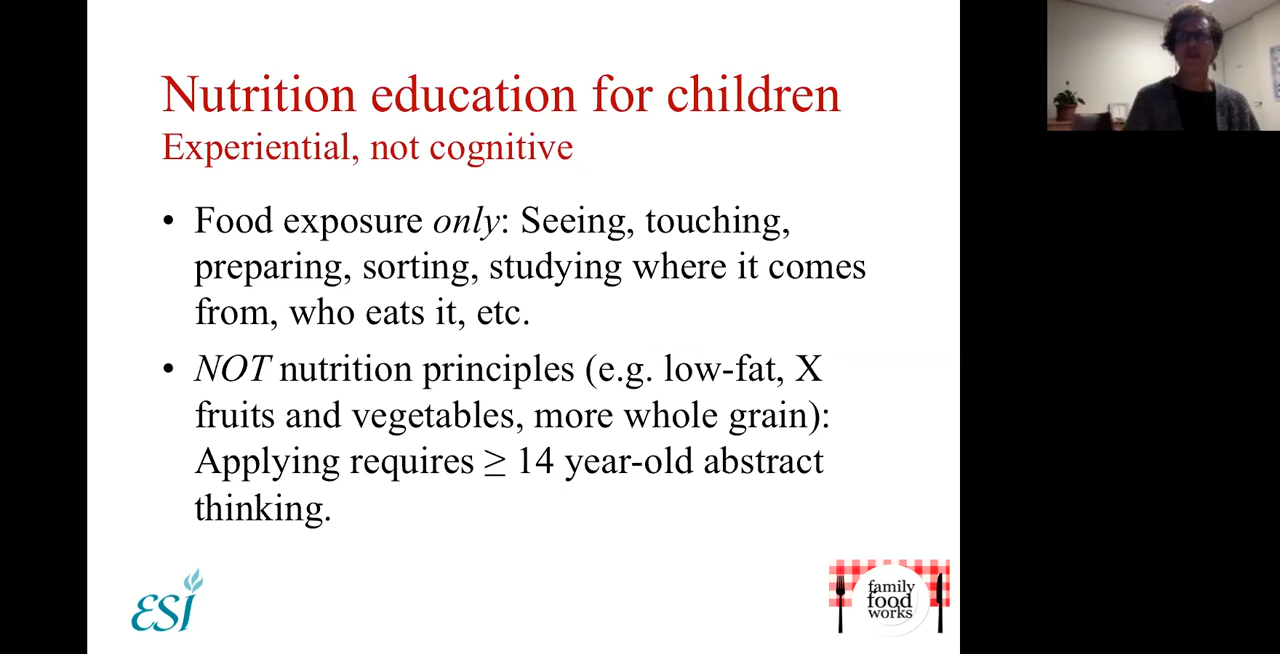 Nutrition education for children
Experiential, not cognitive
• Food exposure only: Seeing, touching,
preparing, sorting, studying where it comes
from, who eats it, etc.
• NOT nutrition principles (e.g. low-fat, X
fruits and vegetables, more whole grain):
Applying requires ≥ 14 year-old abstract
thinking.
ESI
family
food
works